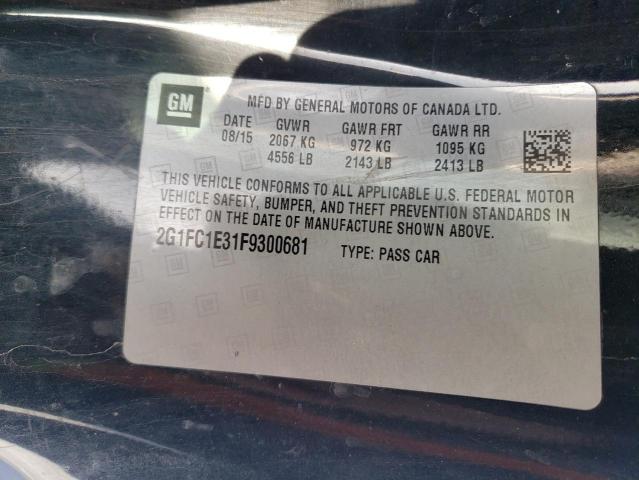 GM
MFD BY GENERAL MOTORS OF CANADA LTD.
DATE GVWR GAWR FRT GAWR RR
08/15 2067 KG 972 KG 1095 KG
4556 LB 2143 LB 2413 LB
THIS VEHICLE CONFORMS TO ALL APPLICABLE U.S. FEDERAL MOTOR
VEHICLE SAFETY, BUMPER, AND THEFT PREVENTION STANDARDS IN
EFFECT ON THE DATE OF MANUFACTURE SHOWN ABOVE.
2G1FC1E31F9300681 TYPE: PASS CAR